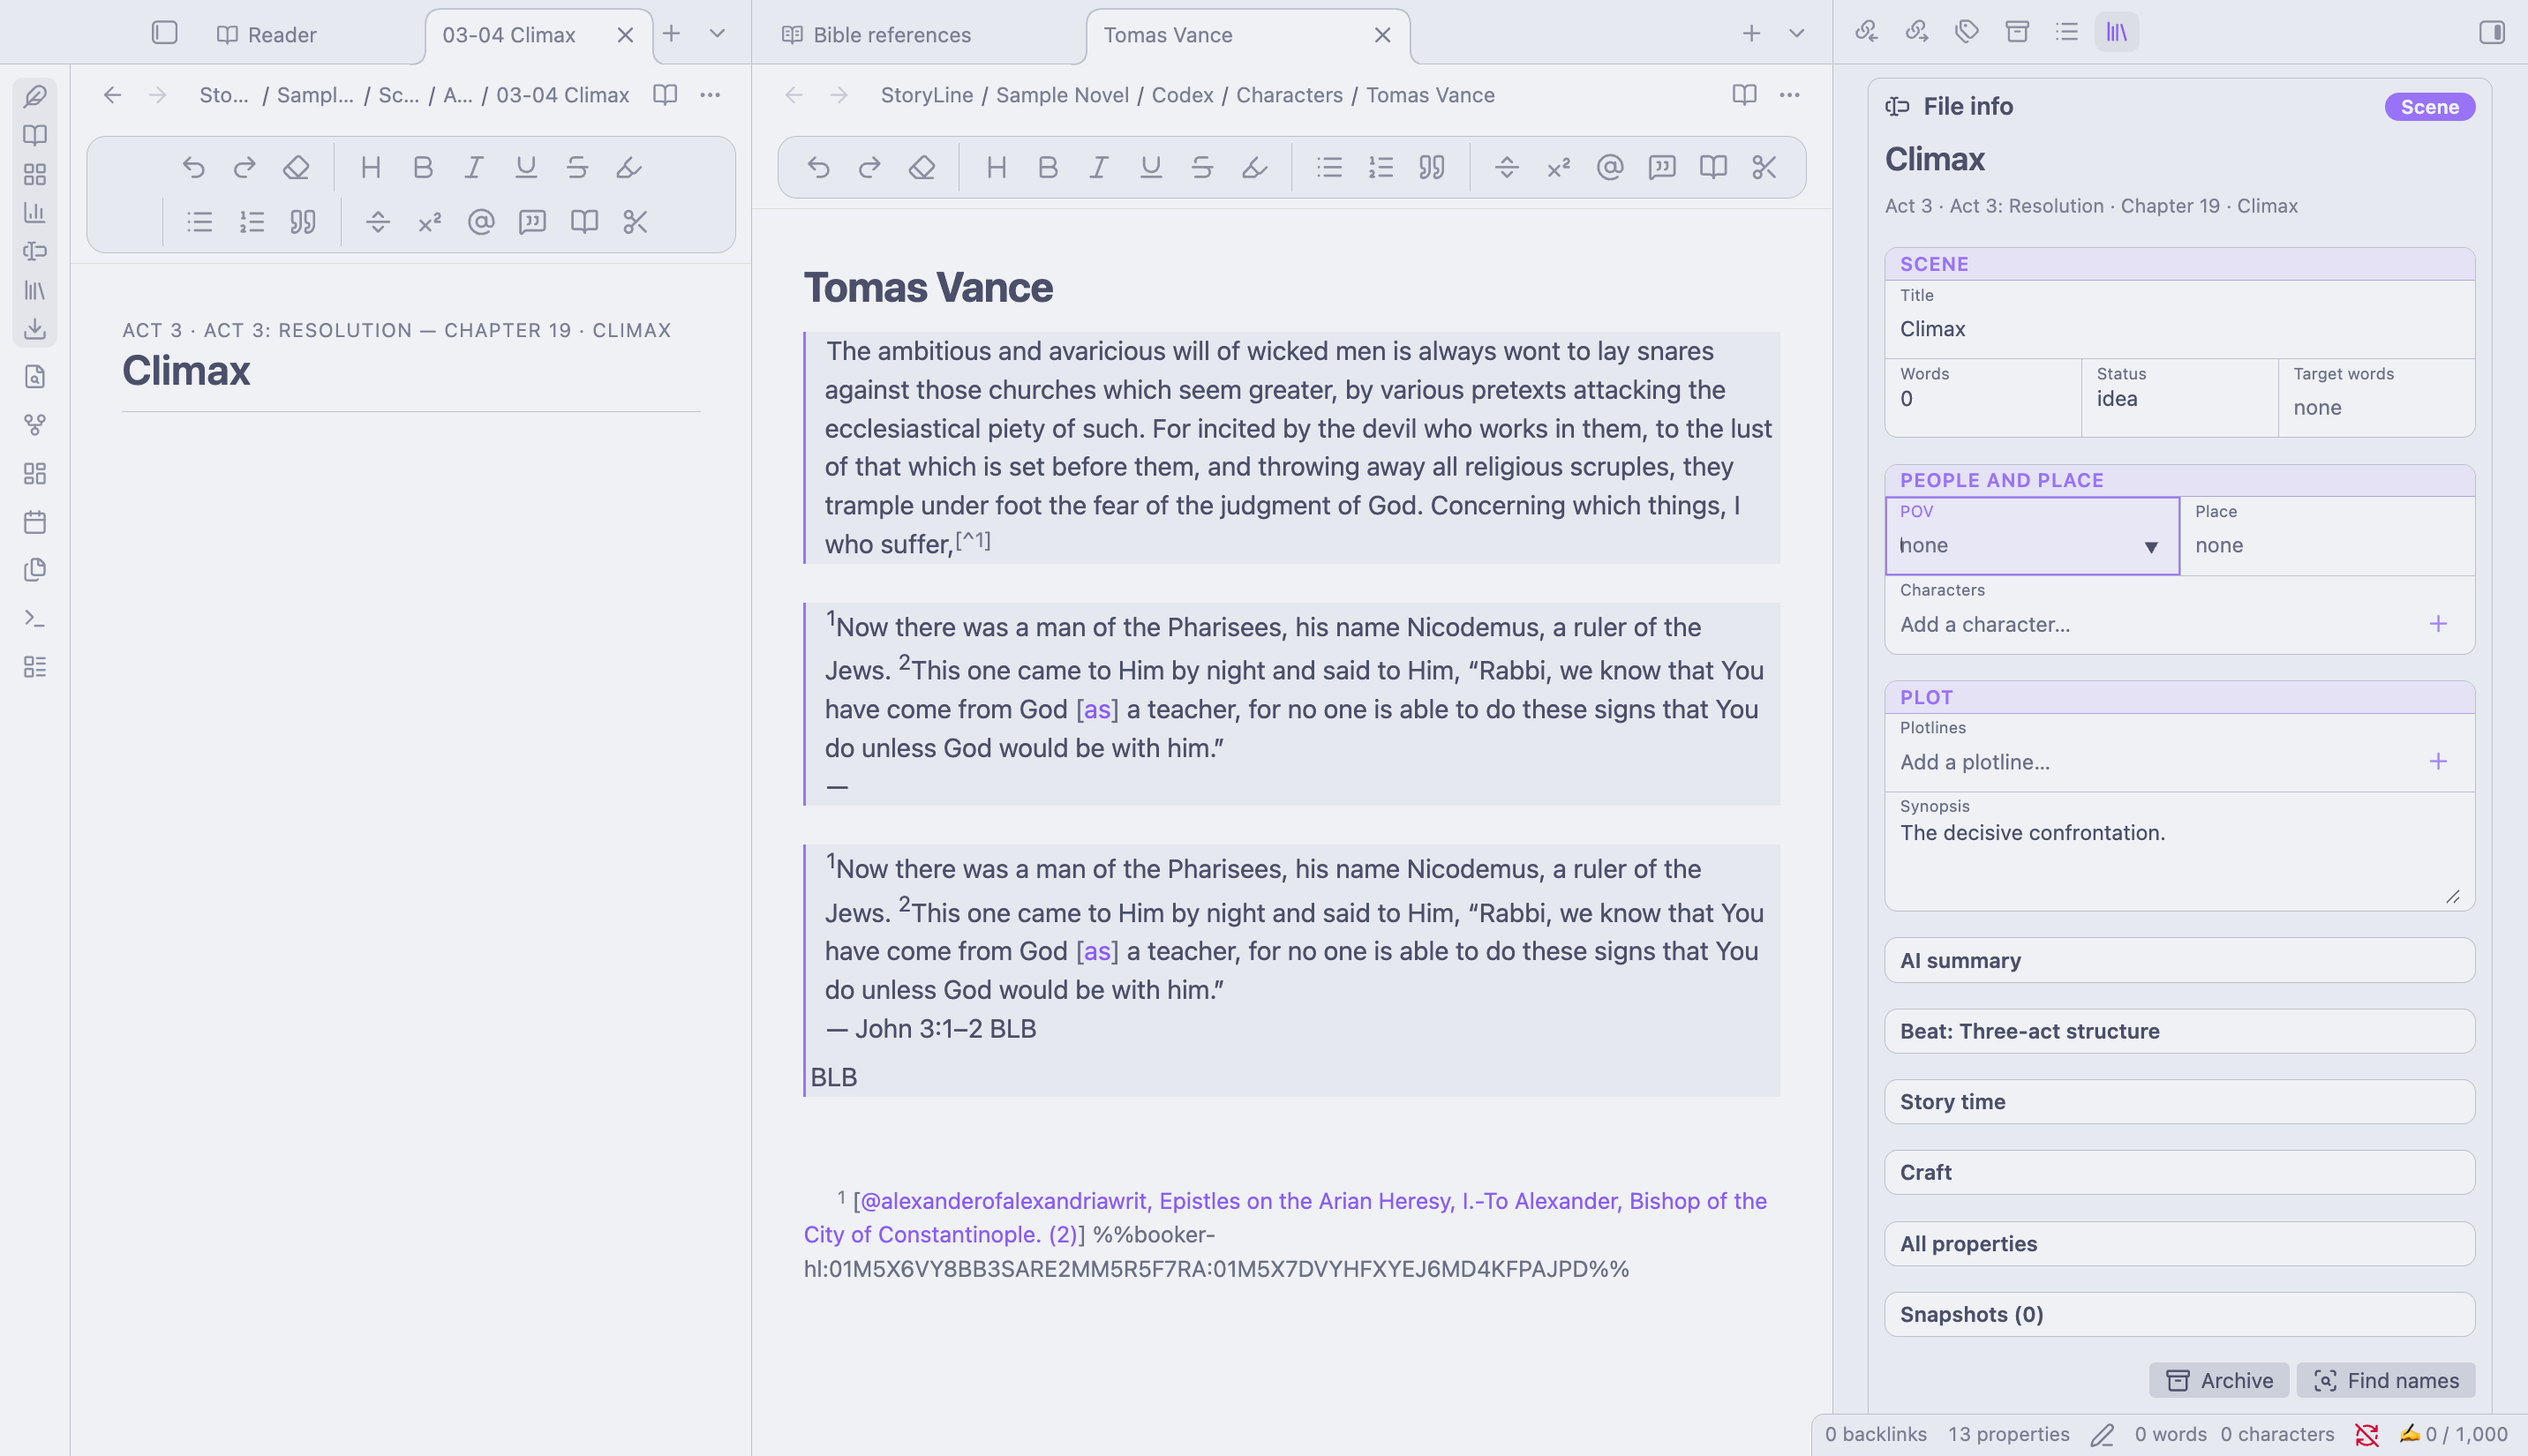 Reader
03-04 Climax
Bible references
Tomas Vance
Sto... / Sampl... / Sc... / A... / 03-04 Climax
StoryLine / Sample Novel / Codex / Characters / Tomas Vance
ACT 3 · ACT 3: RESOLUTION — CHAPTER 19 · CLIMAX
Climax
Tomas Vance
The ambitious and avaricious will of wicked men is always wont to lay snares
against those churches which seem greater, by various pretexts attacking the
ecclesiastical piety of such. For incited by the devil who works in them, to the lust
of that which is set before them, and throwing away all religious scruples, they
trample under foot the fear of the judgment of God. Concerning which things, I
who suffer,[^1]
1Now there was a man of the Pharisees, his name Nicodemus, a ruler of the
Jews. 2This one came to Him by night and said to Him, “Rabbi, we know that You
have come from God [as] a teacher, for no one is able to do these signs that You
do unless God would be with him.”
—
1Now there was a man of the Pharisees, his name Nicodemus, a ruler of the
Jews. 2This one came to Him by night and said to Him, “Rabbi, we know that You
have come from God [as] a teacher, for no one is able to do these signs that You
do unless God would be with him.”
— John 3:1–2 BLB
BLB
1 [@alexanderofalexandriawrit, Epistles on the Arian Heresy, I.-To Alexander, Bishop of the
City of Constantinople. (2)] %%booker-
hl:01M5X6VY8BB3SARE2MM5R5F7RA:01M5X7DVYHFXYEJ6MD4KFPAJPD%%
File info
Scene
Climax
Act 3 · Act 3: Resolution · Chapter 19 · Climax
SCENE
Title
Climax
Words
0
Status
idea
Target words
none
PEOPLE AND PLACE
POV
none
Place
none
Characters
Add a character...
PLOT
Plotlines
Add a plotline...
Synopsis
The decisive confrontation.
AI summary
Beat: Three-act structure
Story time
Craft
All properties
Snapshots (0)
Archive
Find names
0 backlinks 13 properties 0 words 0 characters ✍️ 0 / 1,000